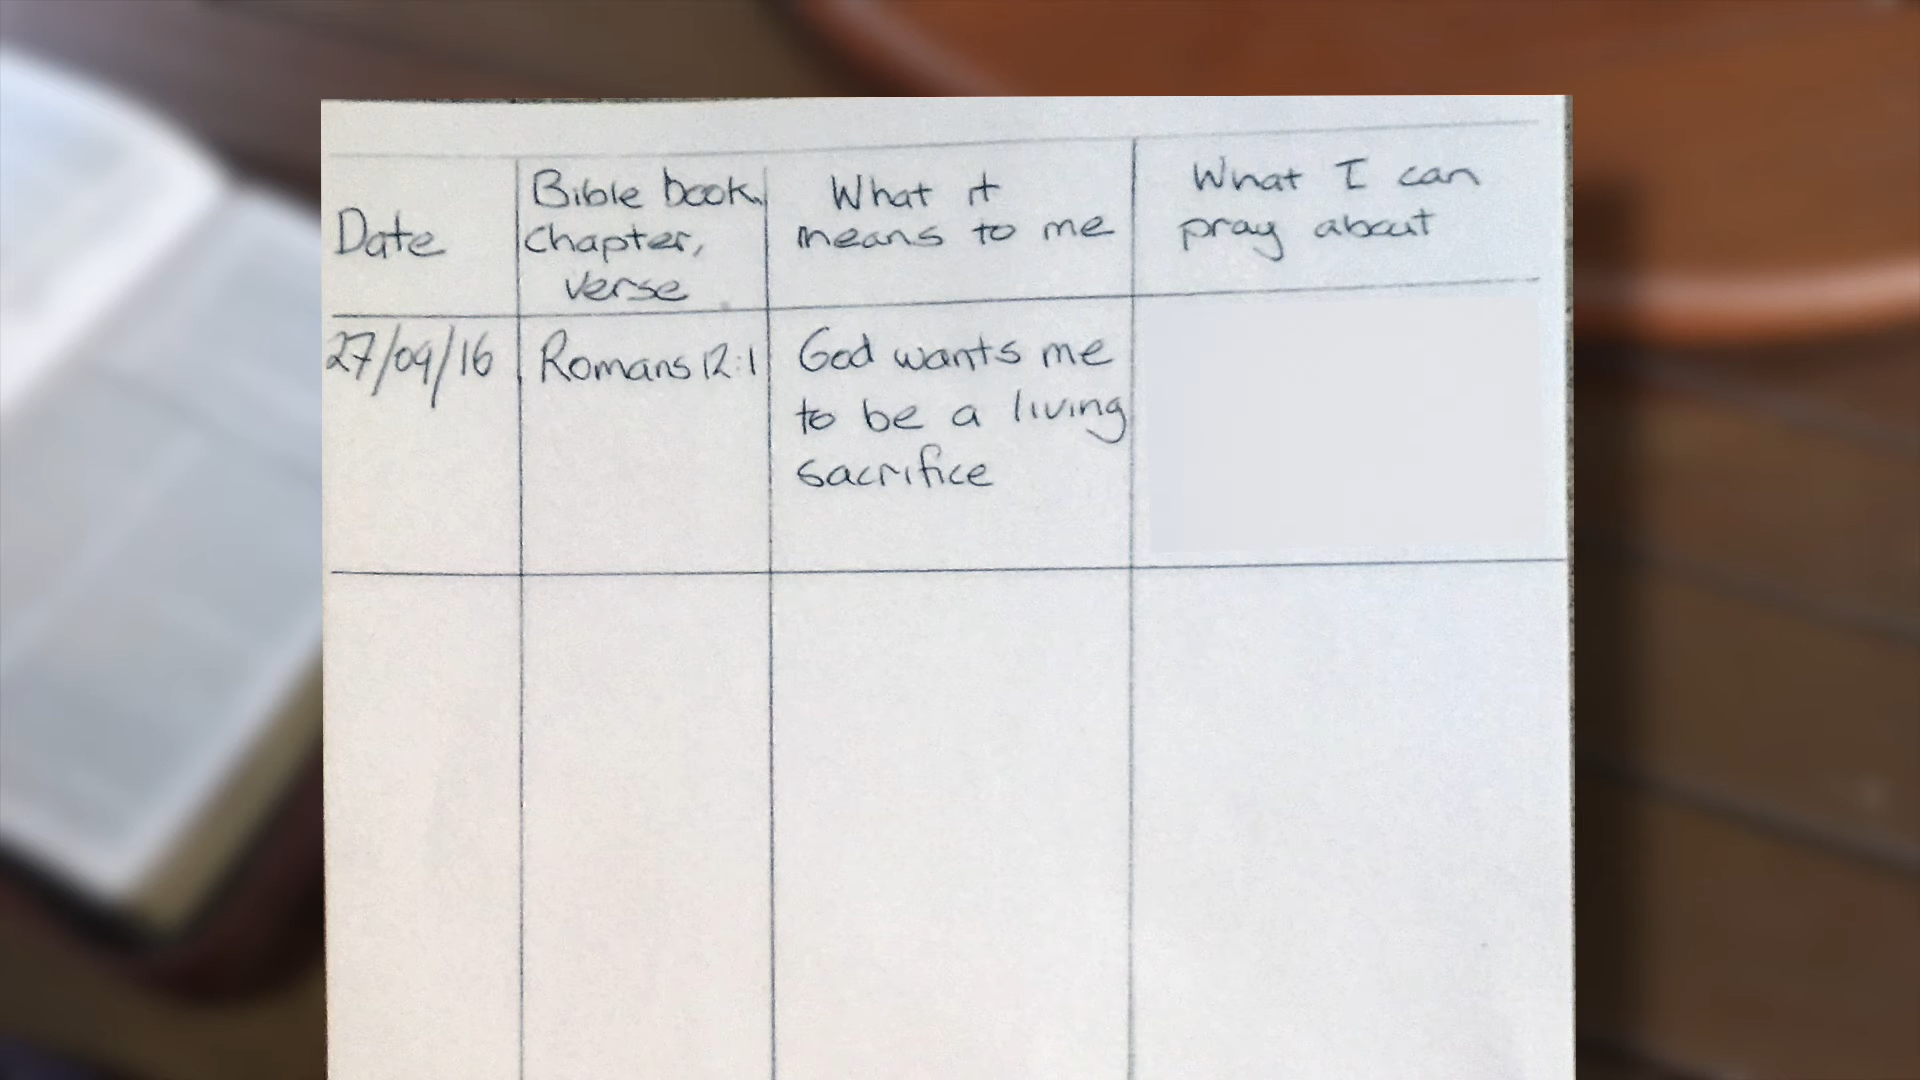 Date
Bible book,
chapter,
verse
What it
means to me
What I can
pray about
27/09/16
Romans 12:1
God wants me
to be a living
sacrifice